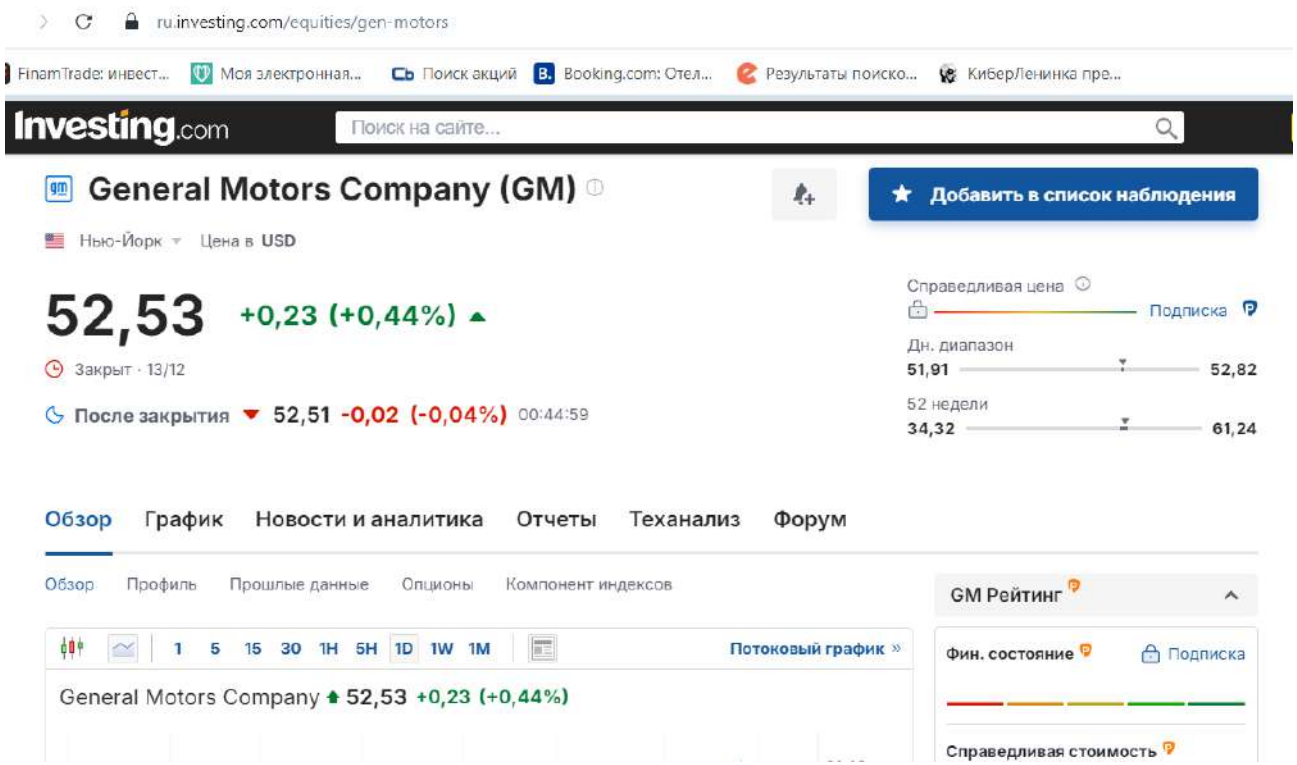 ru.investing.com/equities/gen-motors
FinamTrade: инвест... Моя электронная... Сb Поиск акций B. Booking.com: Отел... Результаты поиско... КиберЛенинка пре...
Investing.com Поиск на сайте...
gm General Motors Company (GM) Добавить в список наблюдения
Нью-Йорк Цена в USD
Справедливая цена
52,53 +0,23 (+0,44%) Подписка
Дн. диапазон
Закрыт · 13/12 51,91 52,82
52 недели
После закрытия 52,51 -0,02 (-0,04%) 00:44:59 34,32 61,24
Обзор График Новости и аналитика Отчеты Теханализ Форум
Обзор Профиль Прошлые данные Опционы Компонент индексов GM Рейтинг
1 5 15 30 1H 5H 1D 1W 1M Потоковый график » Фин. состояние Подписка
General Motors Company 52,53 +0,23 (+0,44%)
Справедливая стоимость